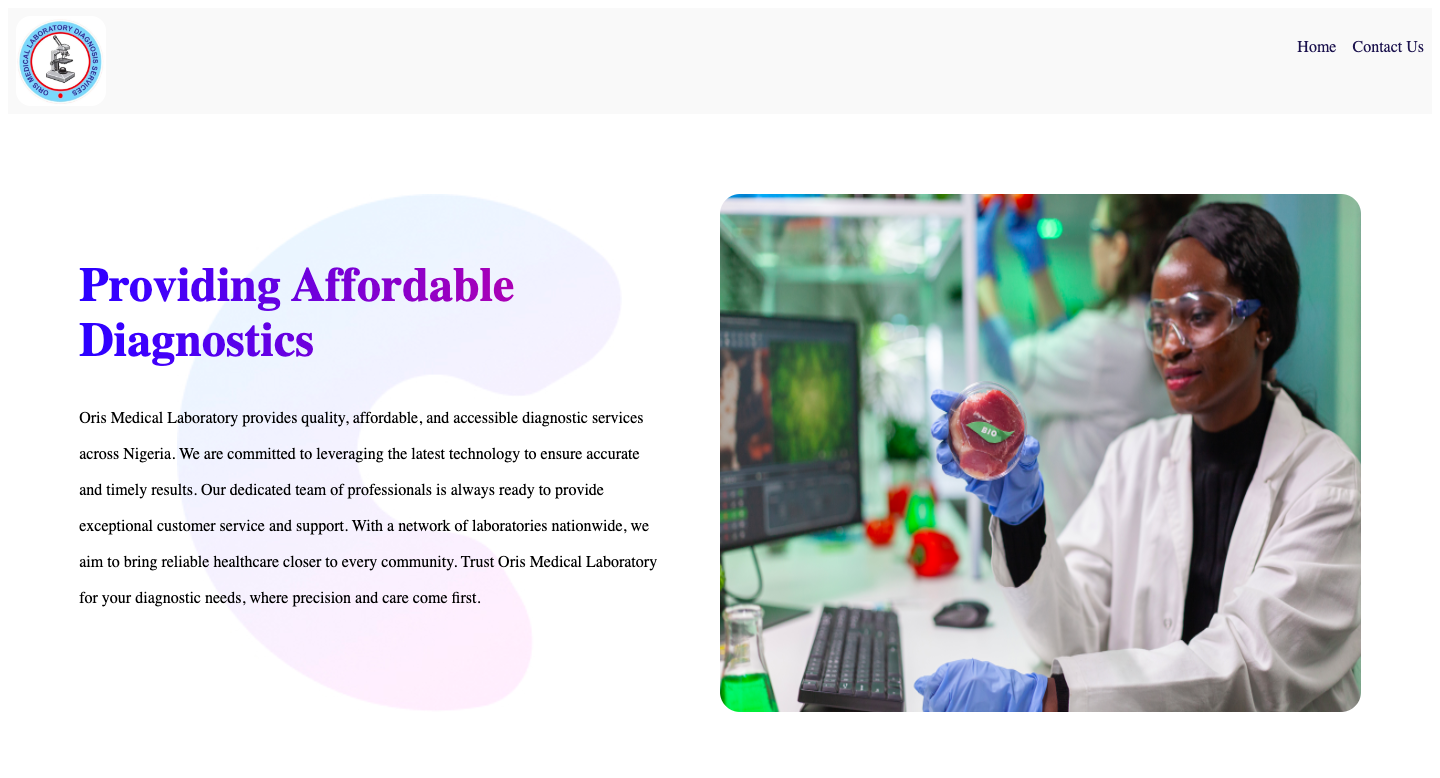 ORIS MEDICAL LABORATORY DIAGNOSIS SERVICES
Home Contact Us
Providing Affordable
Diagnostics
Oris Medical Laboratory provides quality, affordable, and accessible diagnostic services
across Nigeria. We are committed to leveraging the latest technology to ensure accurate
and timely results. Our dedicated team of professionals is always ready to provide
exceptional customer service and support. With a network of laboratories nationwide, we
aim to bring reliable healthcare closer to every community. Trust Oris Medical Laboratory
for your diagnostic needs, where precision and care come first.
BIO